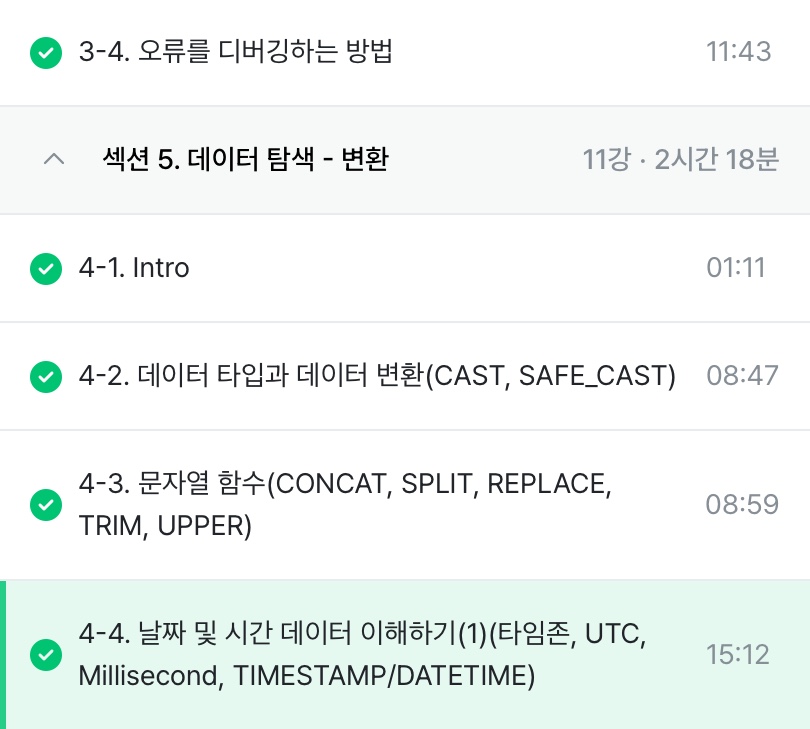 3-4. 오류를 디버깅하는 방법 11:43
섹션 5. 데이터 탐색 - 변환 11강 · 2시간 18분
4-1. Intro 01:11
4-2. 데이터 타입과 데이터 변환(CAST, SAFE_CAST) 08:47
4-3. 문자열 함수(CONCAT, SPLIT, REPLACE,
TRIM, UPPER) 08:59
4-4. 날짜 및 시간 데이터 이해하기(1)(타임존, UTC,
Millisecond, TIMESTAMP/DATETIME) 15:12